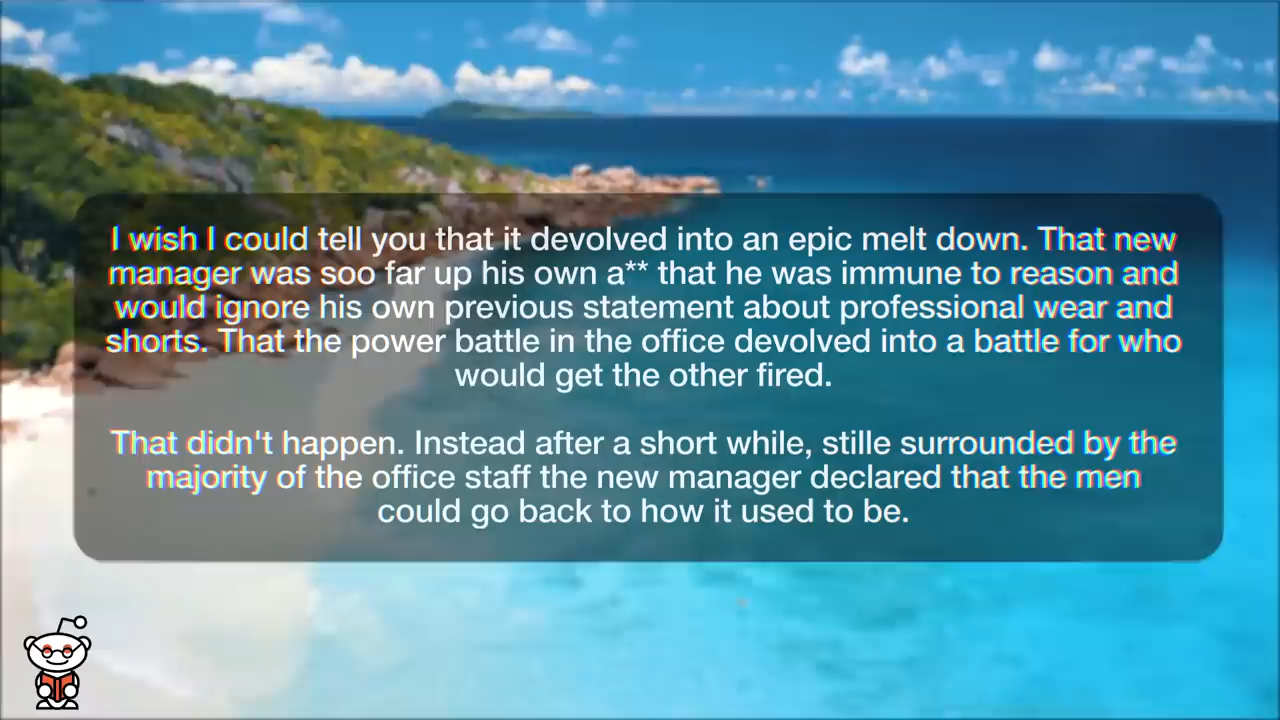 I wish I could tell you that it devolved into an epic melt down. That new
manager was soo far up his own a** that he was immune to reason and
would ignore his own previous statement about professional wear and
shorts. That the power battle in the office devolved into a battle for who
would get the other fired.
That didn't happen. Instead after a short while, stille surrounded by the
majority of the office staff the new manager declared that the men
could go back to how it used to be.